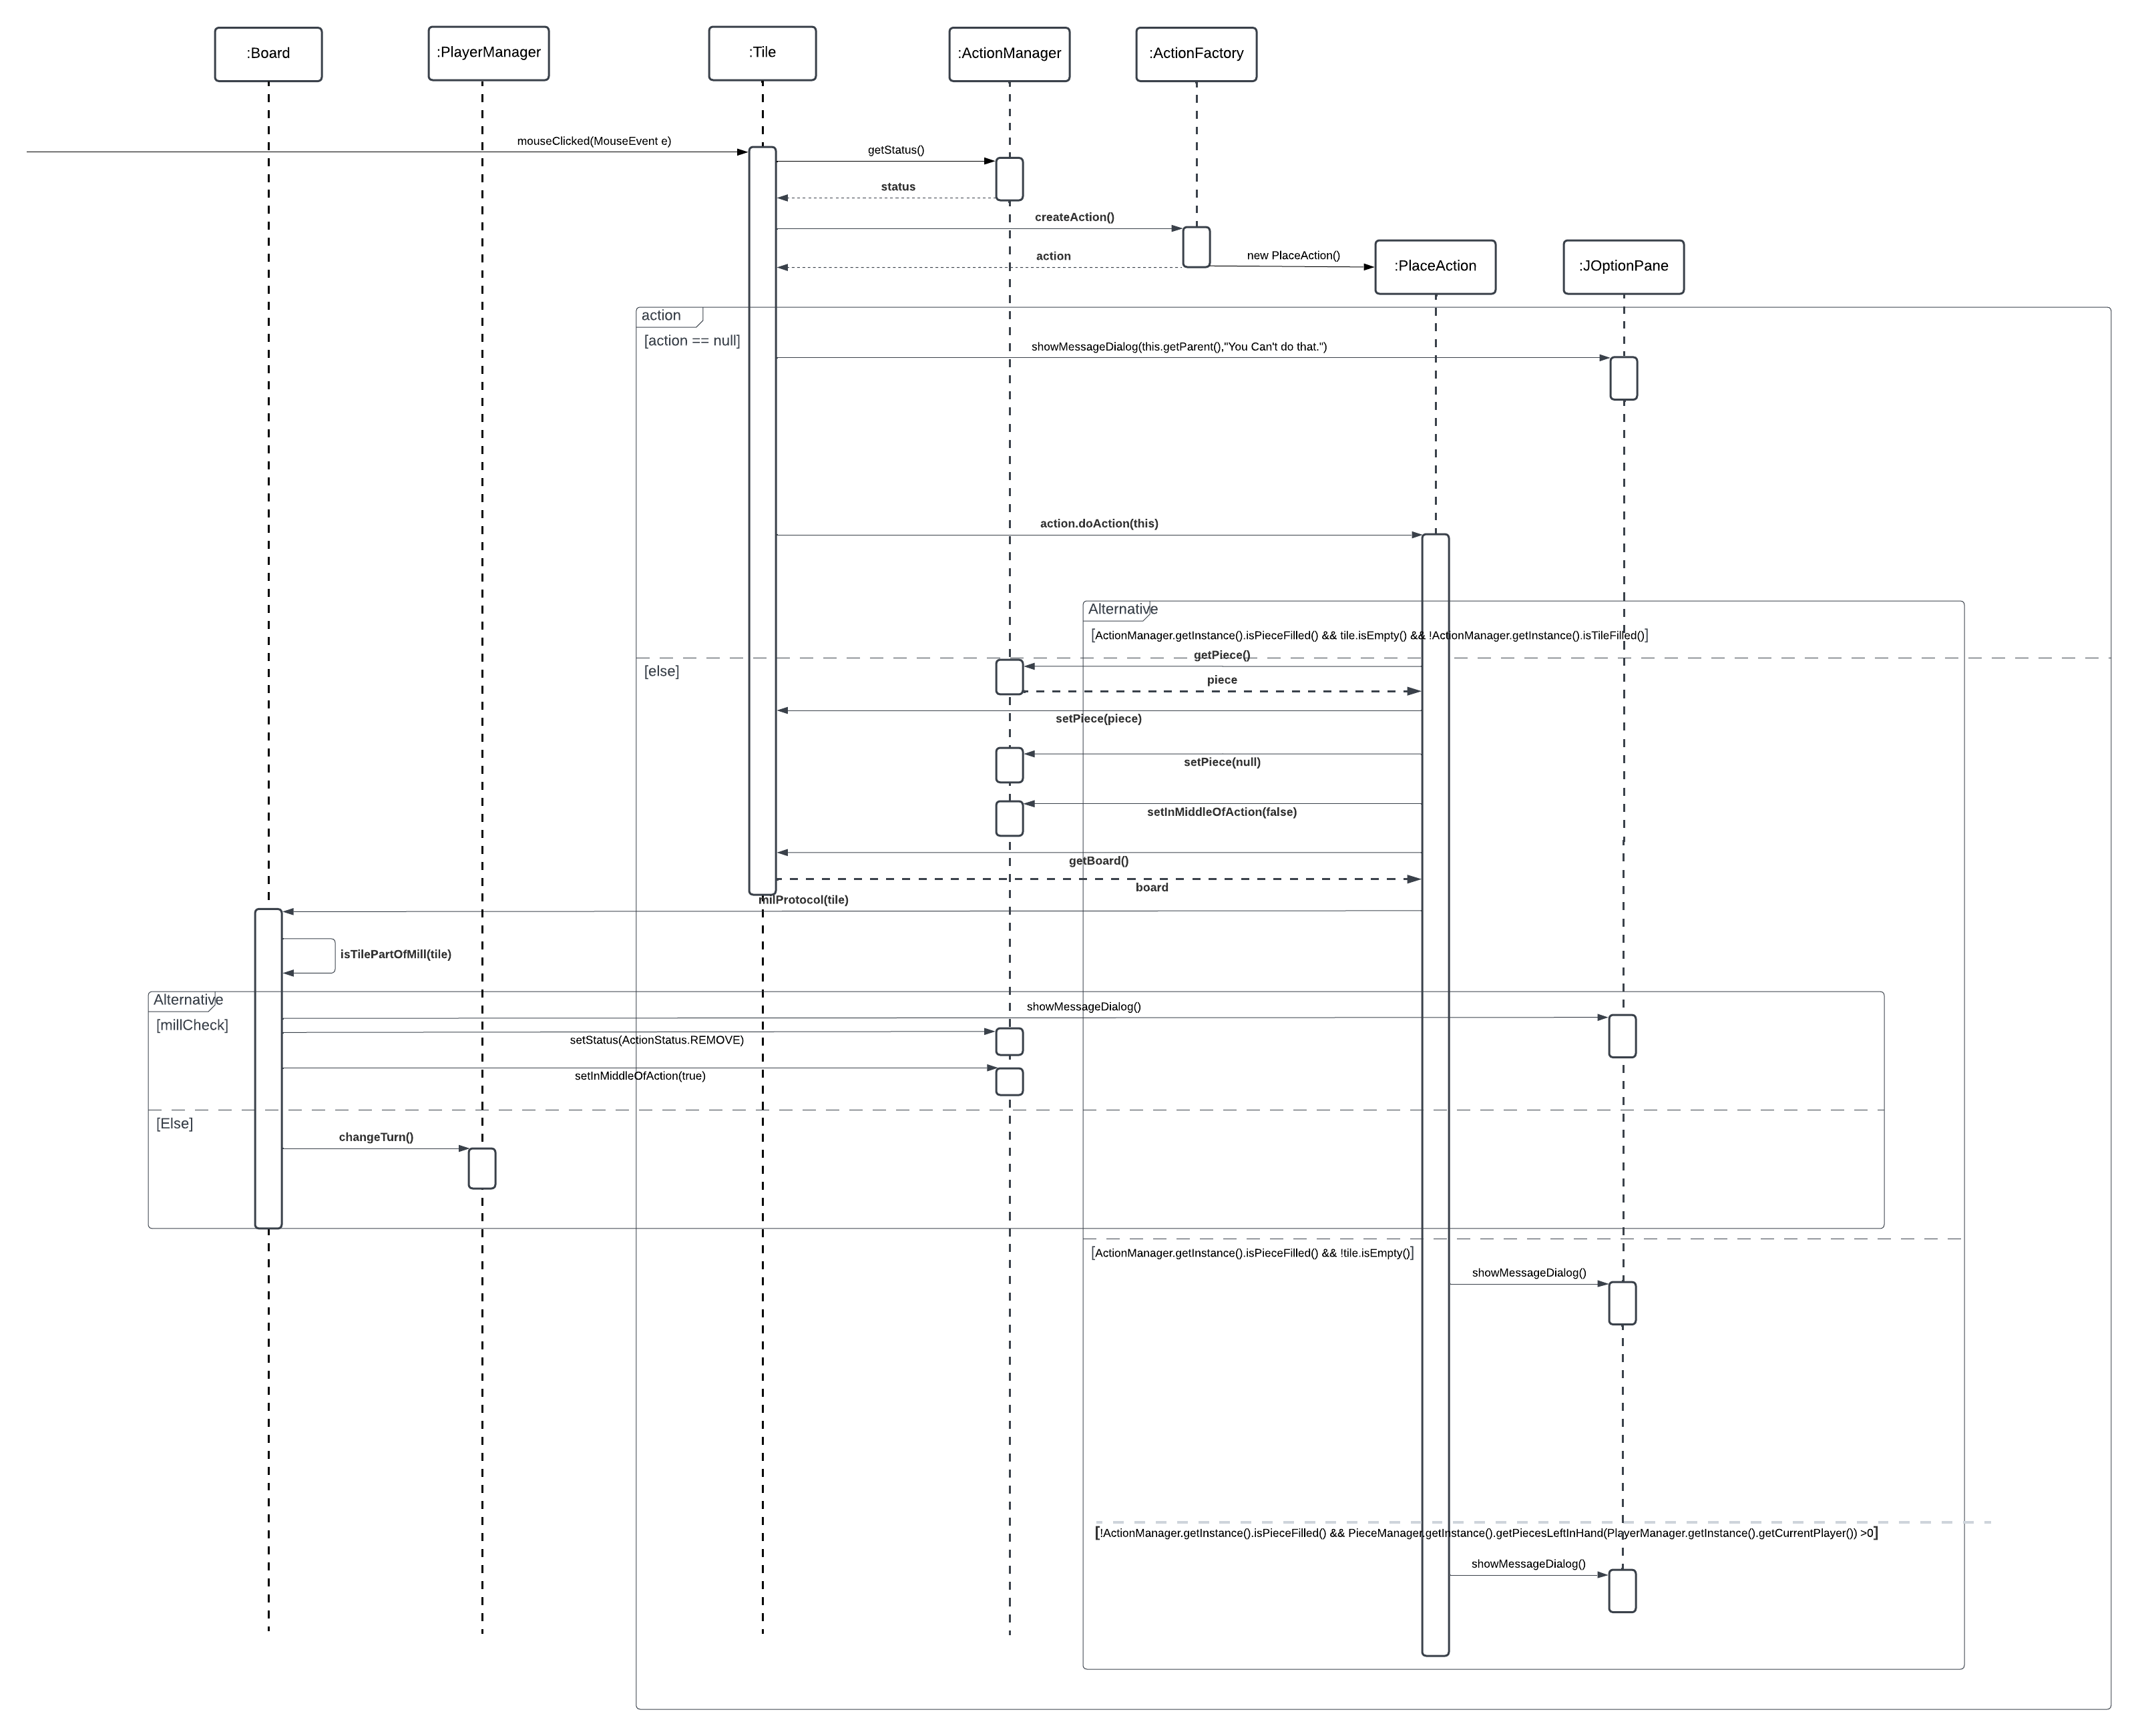 :Board
:PlayerManager
:Tile
:ActionManager
:ActionFactory
mouseClicked(MouseEvent e)
getStatus()
status
createAction()
action
new PlaceAction()
:PlaceAction
:JOptionPane
action
[action == null]
showMessageDialog(this.getParent(),"You Can't do that.")
action.doAction(this)
Alternative
[ActionManager.getInstance().isPieceFilled() && tile.isEmpty() && !ActionManager.getInstance().isTileFilled()]
[else]
getPiece()
piece
setPiece(piece)
setPiece(null)
setInMiddleOfAction(false)
getBoard()
board
milProtocol(tile)
isTilePartOfMill(tile)
Alternative
[millCheck]
showMessageDialog()
setStatus(ActionStatus.REMOVE)
setInMiddleOfAction(true)
[Else]
changeTurn()
[ActionManager.getInstance().isPieceFilled() && !tile.isEmpty()]
showMessageDialog()
[!ActionManager.getInstance().isPieceFilled() && PieceManager.getInstance().getPiecesLeftInHand(PlayerManager.getInstance().getCurrentPlayer()) >0]
showMessageDialog()